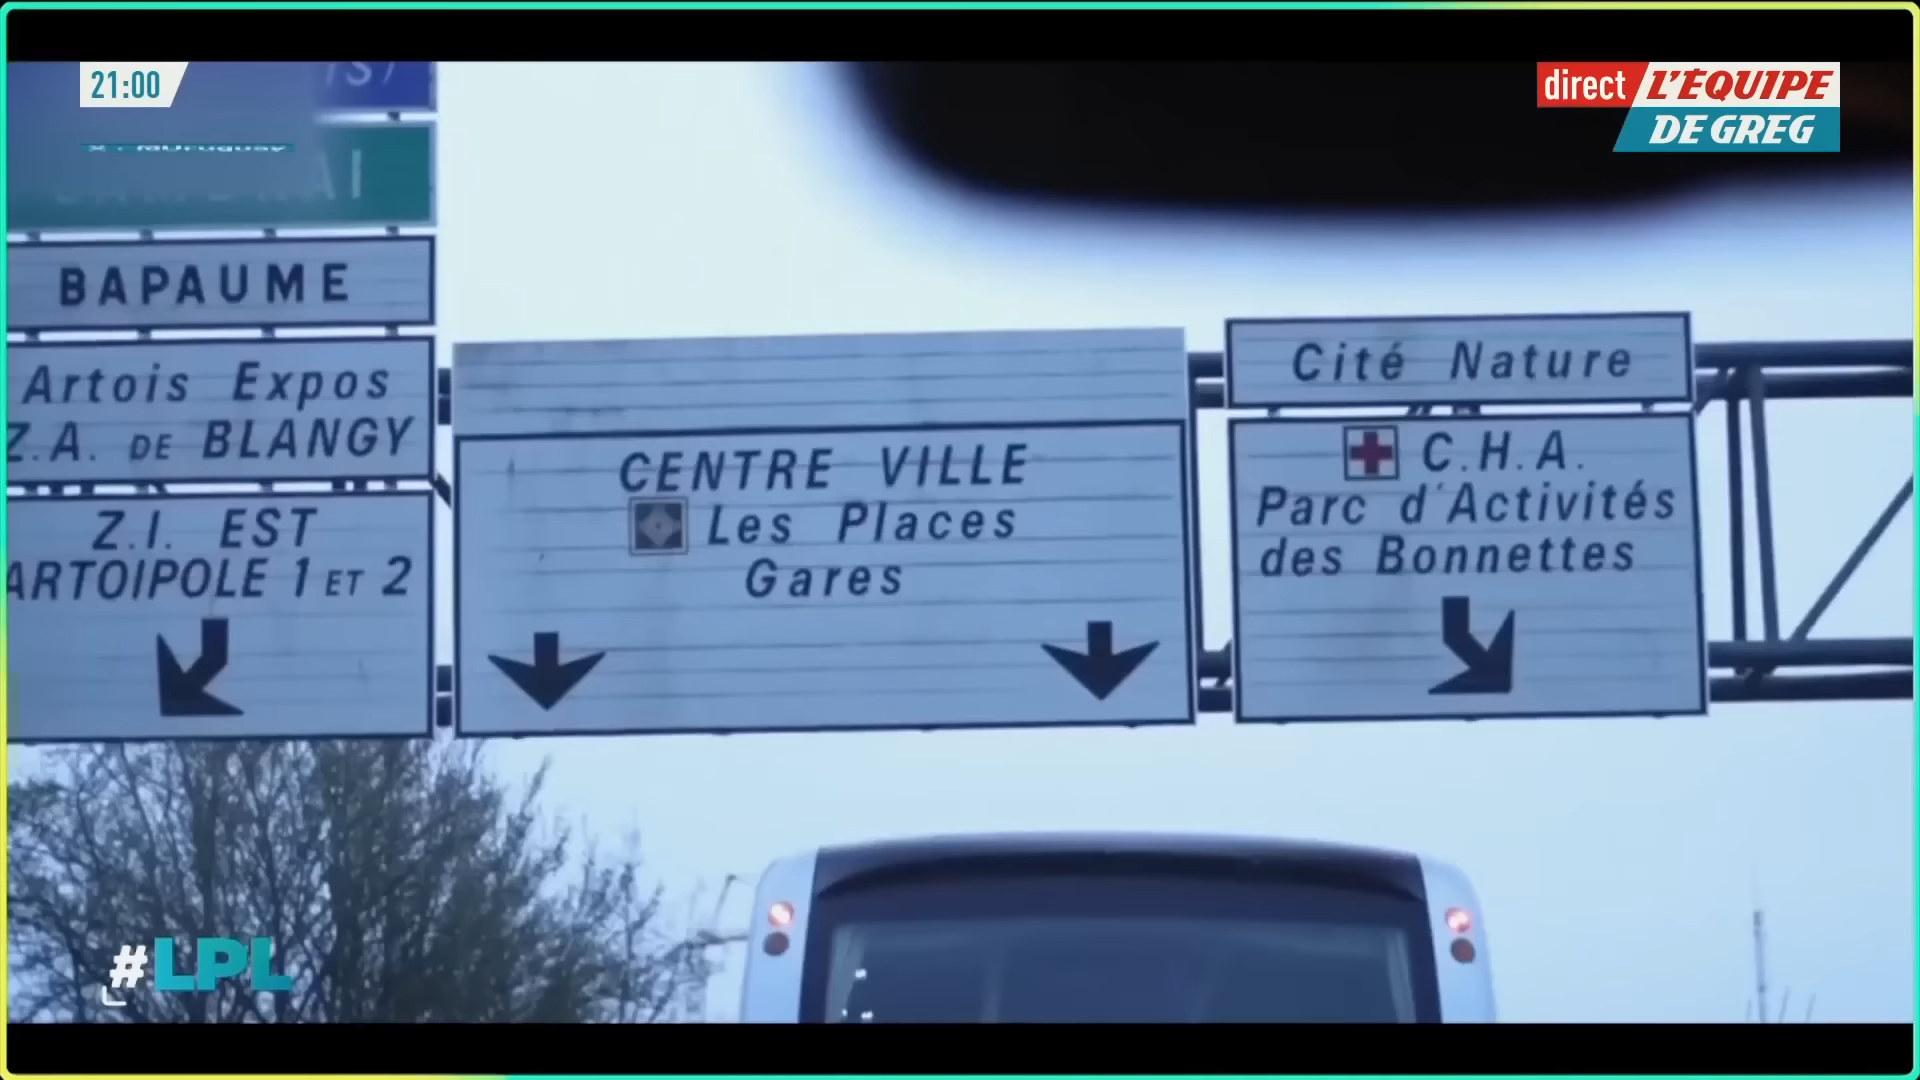 21:00
direct L'ÉQUIPE
DE GREG
BAPAUME
Artois Expos
Z.A. DE BLANGY
Z.I. EST
ARTOIPOLE 1 ET 2
CENTRE VILLE
Les Places
Gares
Cité Nature
C.H.A.
Parc d'Activités
des Bonnettes
#LPL